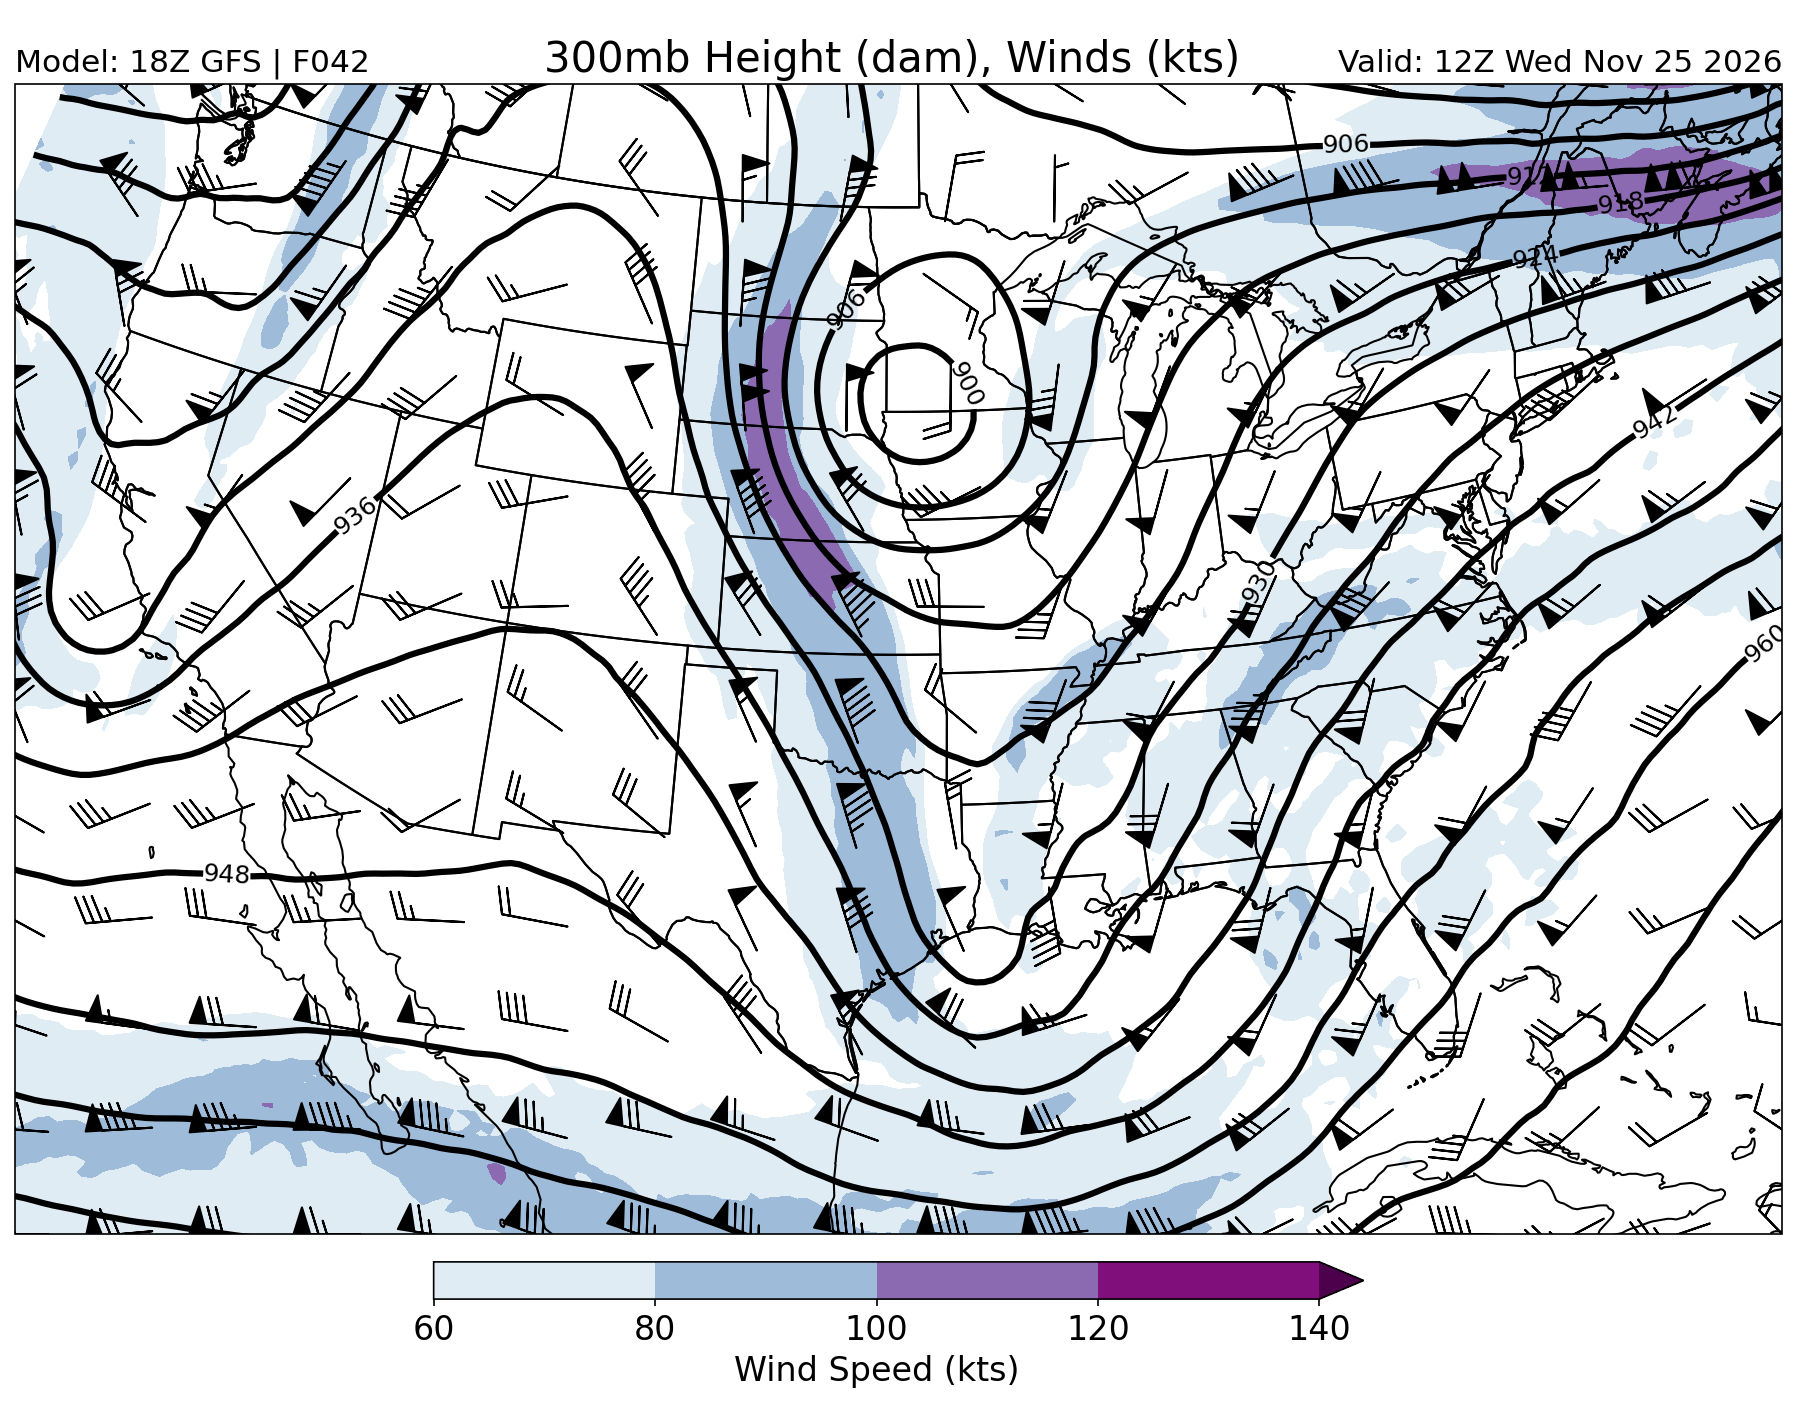 Model: 18Z GFS | F042
300mb Height (dam), Winds (kts)
Valid: 12Z Wed Nov 25 2026
906
918
924
906
900
942
936
930
960
948
60 80 100 120 140
Wind Speed (kts)